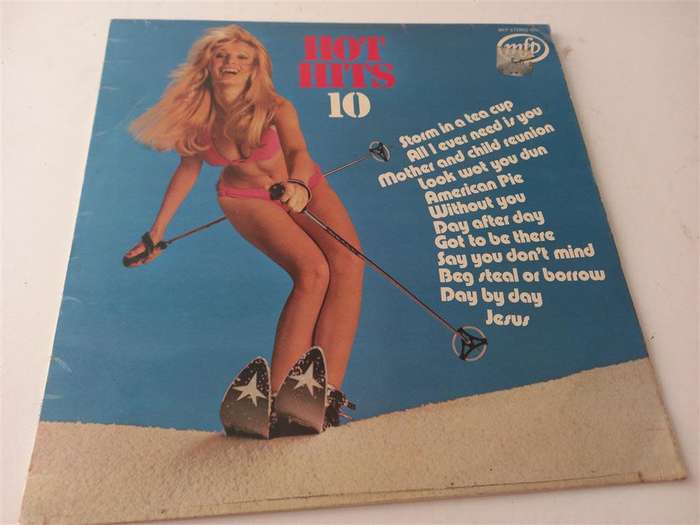 HOT
HITS
10
mfp
Storm in a tea cup
All I ever need is you
Mother and child reunion
Look wot you dun
American Pie
Without you
Day after day
Got to be there
Say you don't mind
Beg steal or borrow
Day by day
Jesus